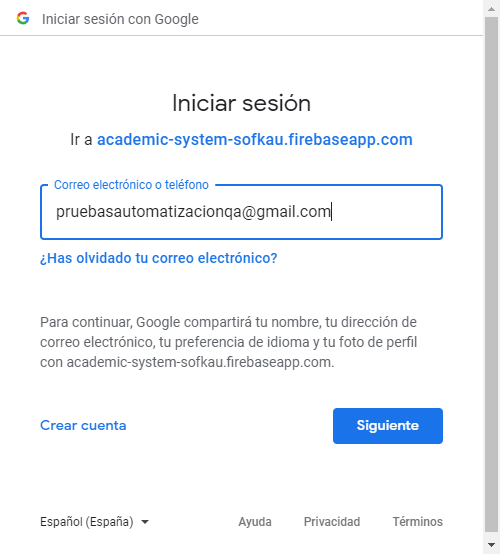 Iniciar sesión con Google
Iniciar sesión
Ir a academic-system-sofkau.firebaseapp.com
Correo electrónico o teléfono
pruebasautomatizacionqa@gmail.com
¿Has olvidado tu correo electrónico?
Para continuar, Google compartirá tu nombre, tu dirección de
correo electrónico, tu preferencia de idioma y tu foto de perfil
con academic-system-sofkau.firebaseapp.com.
Crear cuenta
Siguiente
Español (España)
Ayuda
Privacidad
Términos